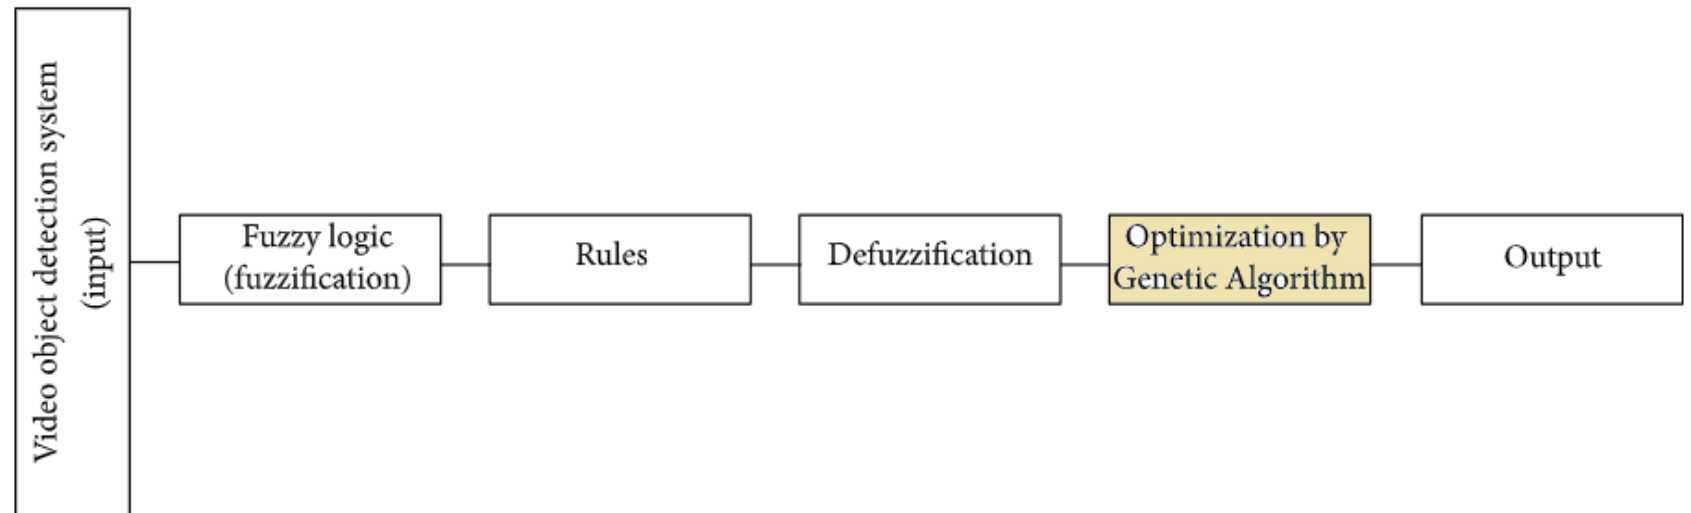 Video object detection system
(input)
Fuzzy logic
(fuzzification)
Rules
Defuzzification
Optimization by
Genetic Algorithm
Output